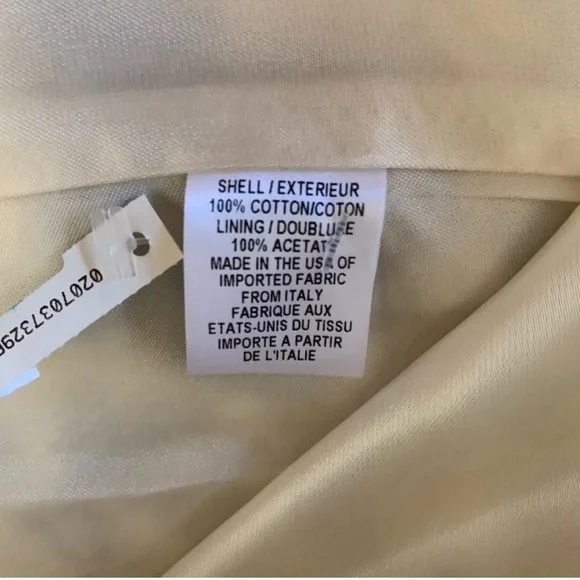 SHELL / EXTERIEUR
100% COTTON/COTON
LINING / DOUBLURE
100% ACETAT
MADE IN THE USA OF
IMPORTED FABRIC
FROM ITALY
FABRIQUE AUX
ETATS-UNIS DU TISSU
IMPORTE A PARTIR
DE L'ITALIE